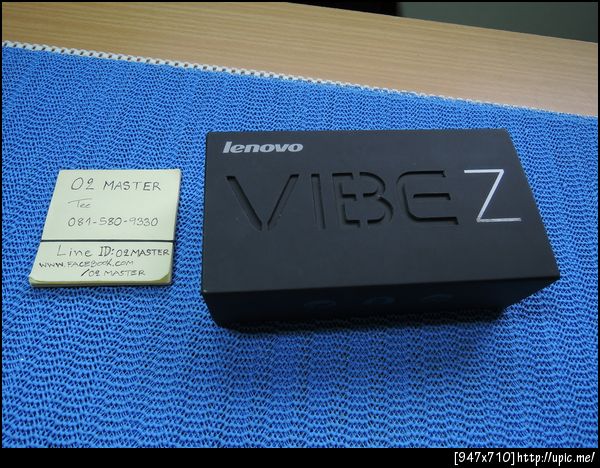 O2 MASTER
Tee
081-580-9330
Line ID: O2MASTER
WWW.FACEBOOK.COM
/O2 MASTER
lenovo
VIBE Z
[947x710]http://upic.me/